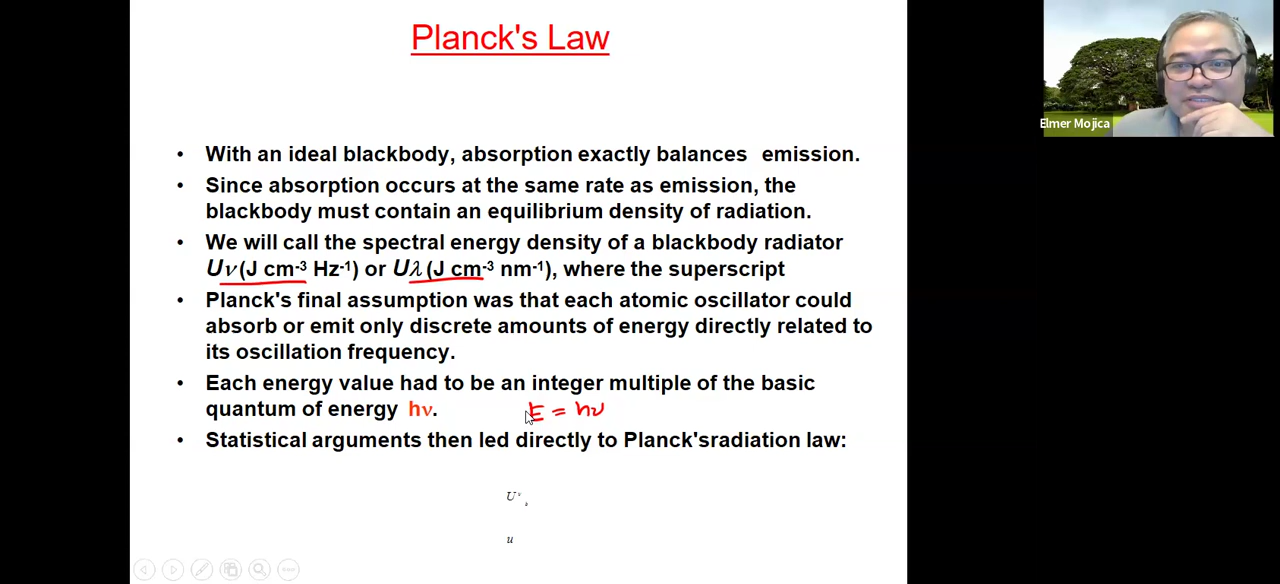 Planck's Law
• With an ideal blackbody, absorption exactly balances emission.
• Since absorption occurs at the same rate as emission, the
blackbody must contain an equilibrium density of radiation.
• We will call the spectral energy density of a blackbody radiator
Uν (J cm-3 Hz-1) or Uλ (J cm-3 nm-1), where the superscript
• Planck's final assumption was that each atomic oscillator could
absorb or emit only discrete amounts of energy directly related to
its oscillation frequency.
• Each energy value had to be an integer multiple of the basic
quantum of energy hν.
E = hν
• Statistical arguments then led directly to Planck'sradiation law:
U
u
Elmer Mojica